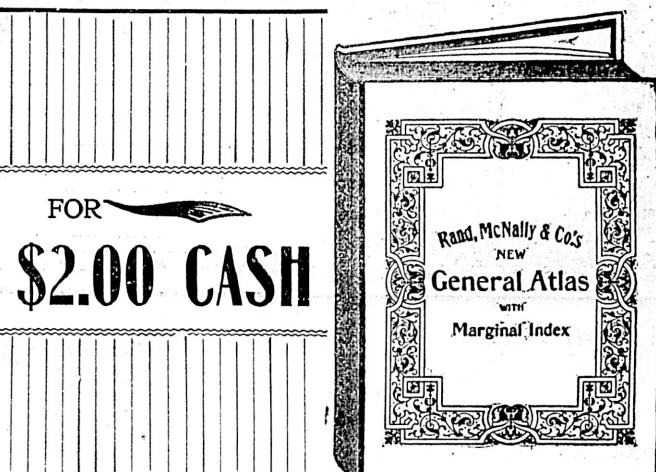 FOR
$2.00 CASH
Rand, McNally & Co.'s
NEW
General Atlas
WITH
Marginal Index